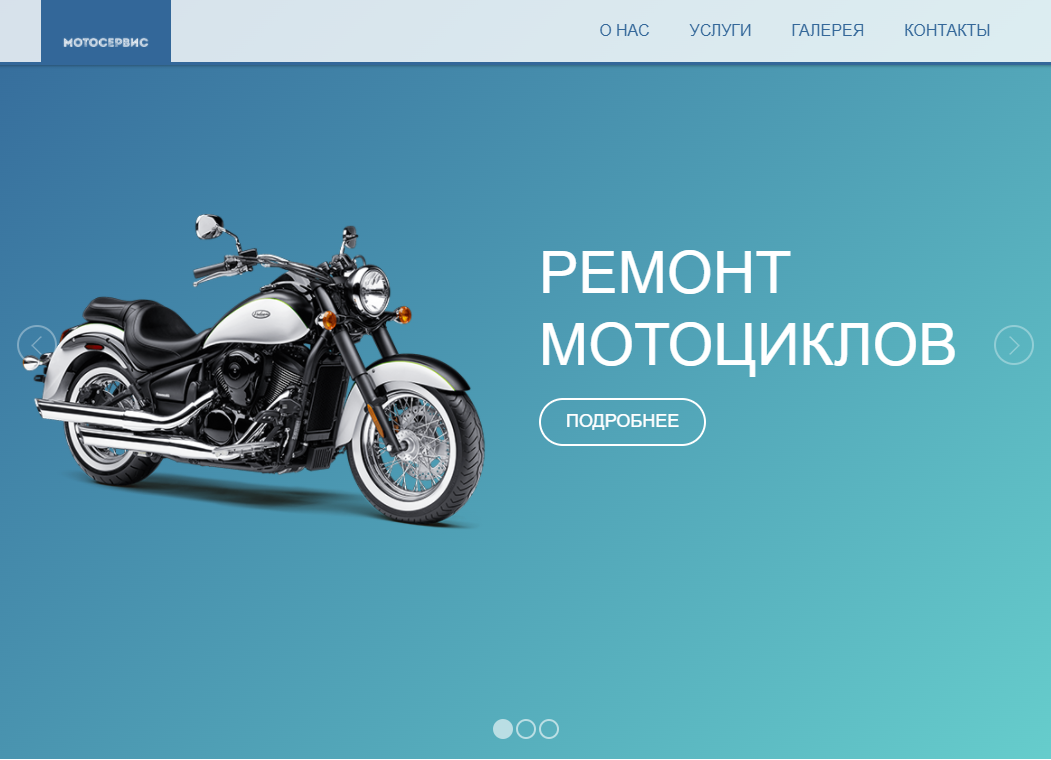 МОТОСЕРВИС
О НАС
УСЛУГИ
ГАЛЕРЕЯ
КОНТАКТЫ
РЕМОНТ
МОТОЦИКЛОВ
ПОДРОБНЕЕ